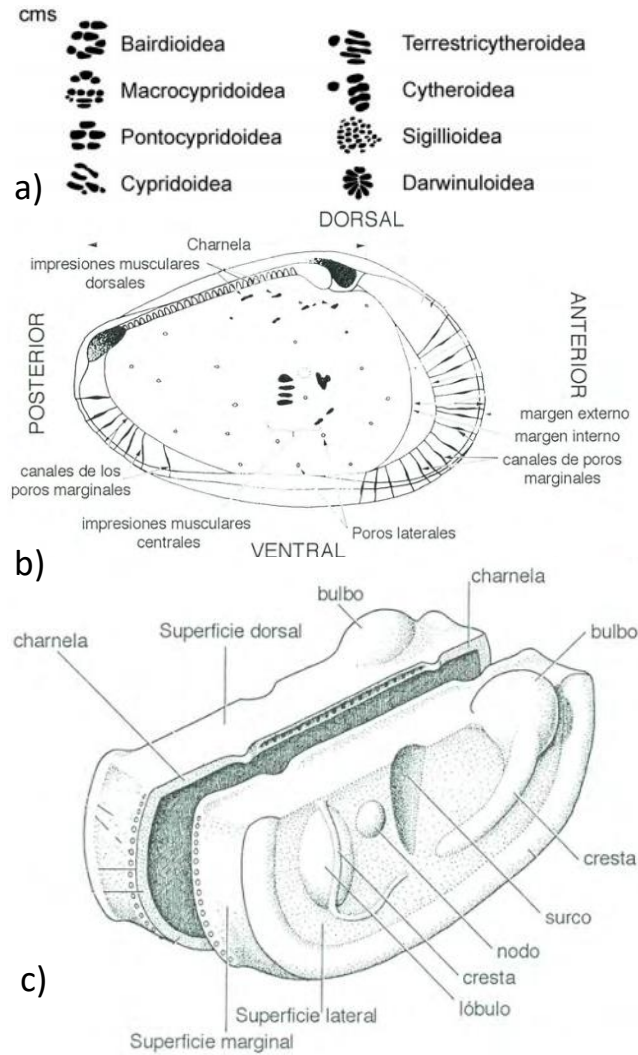 cms
Bairdioidea
Terrestricytheroidea
Macrocypridoidea
Cytheroidea
Pontocypridoidea
Sigillioidea
Cypridoidea
Darwinuloidea
a)
DORSAL
Charnela
impresiones musculares
dorsales
POSTERIOR
ANTERIOR
margen externo
margen interno
canales de poros
marginales
canales de los
poros marginales
impresiones musculares
centrales
Poros laterales
VENTRAL
b)
charnela
bulbo
bulbo
Superficie dorsal
charnela
cresta
surco
nodo
cresta
lóbulo
Superficie lateral
Superficie marginal
c)